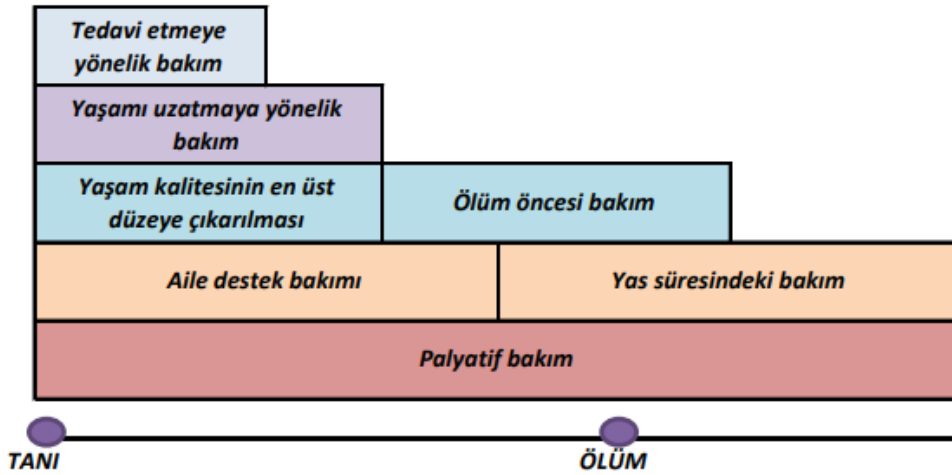 Tedavi etmeye
yönelik bakım
Yaşamı uzatmaya yönelik
bakım
Yaşam kalitesinin en üst
düzeye çıkarılması
Ölüm öncesi bakım
Aile destek bakımı
Yas süresindeki bakım
Palyatif bakım
TANI
ÖLÜM